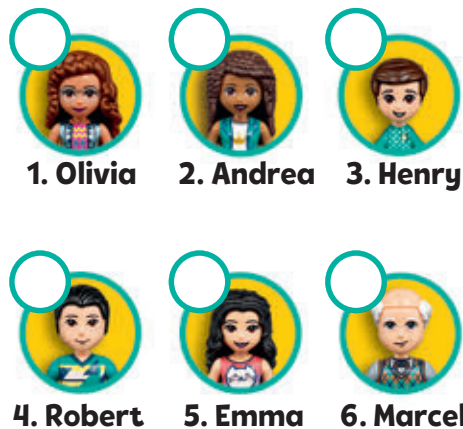 1. Olivia 2. Andrea 3. Henry
4. Robert 5. Emma 6. Marcel